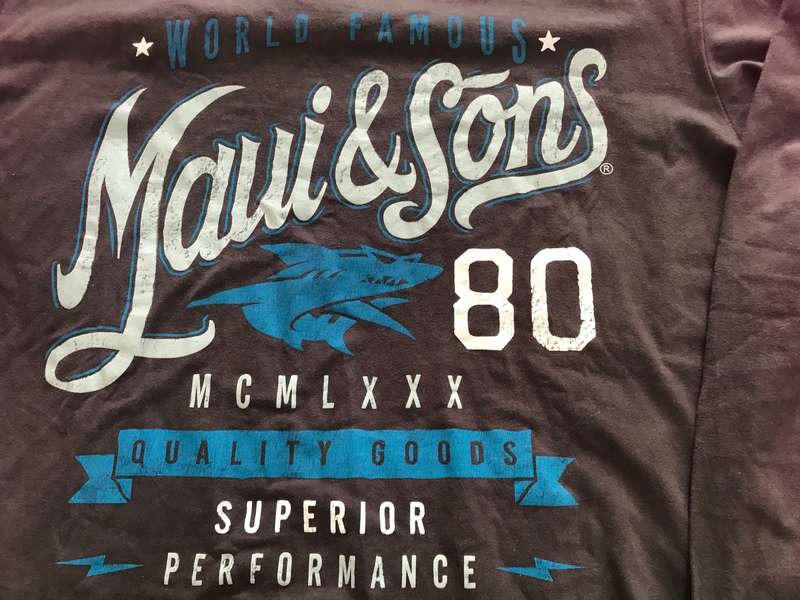 WORLD FAMOUS
Maui & Sons®
80
MCMLXXX
QUALITY GOODS
SUPERIOR
PERFORMANCE